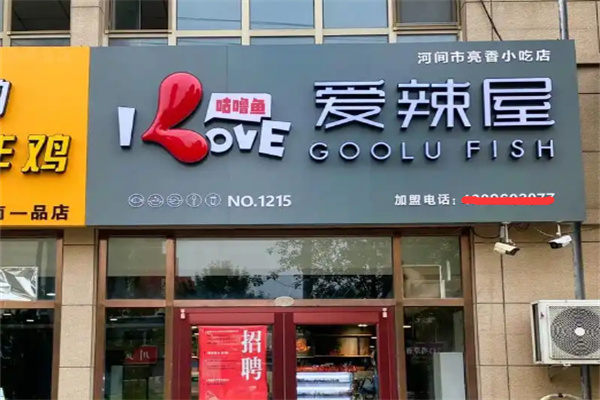 河间市亮香小吃店
咕噜鱼
I LOVE
爱辣屋
GOOLU FISH
NO.1215
加盟电话:
鸡
一品店
招聘